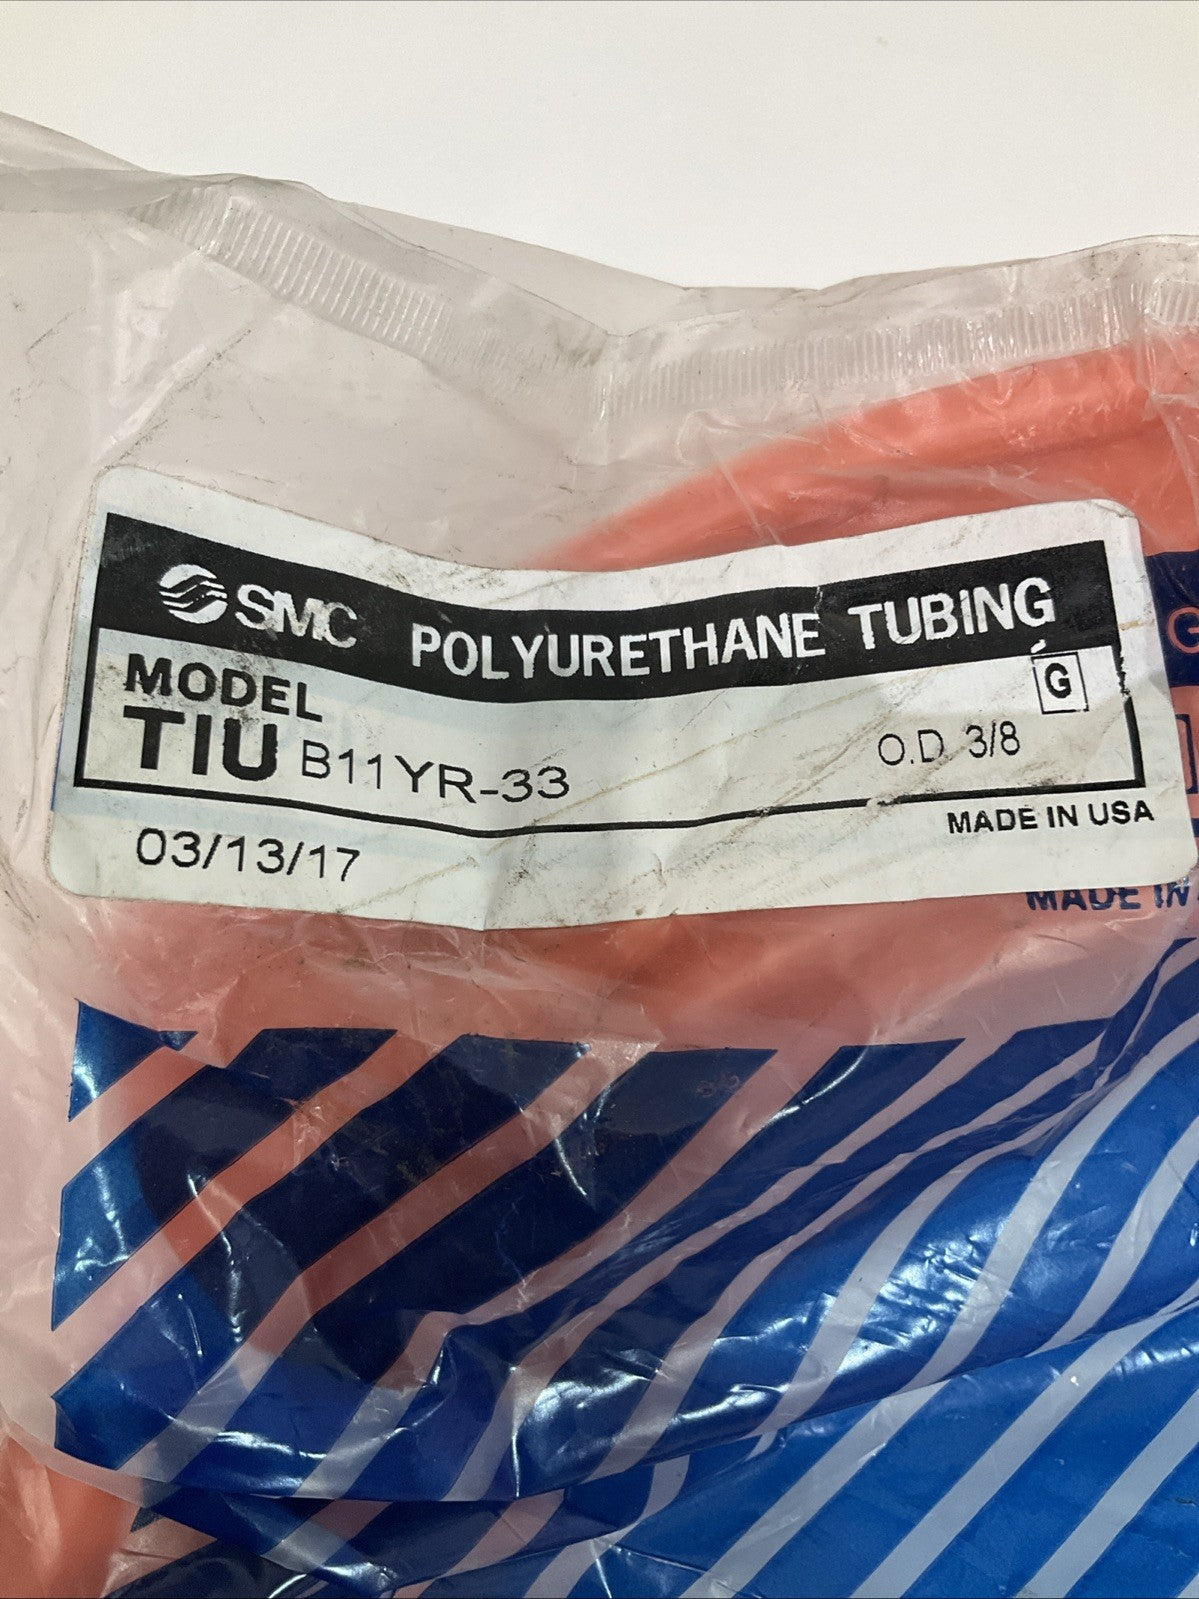 SMC POLYURETHANE TUBING
G
MODEL
TIU B11YR-33
O.D. 3/8
MADE IN USA
03/13/17
G
MADE IN